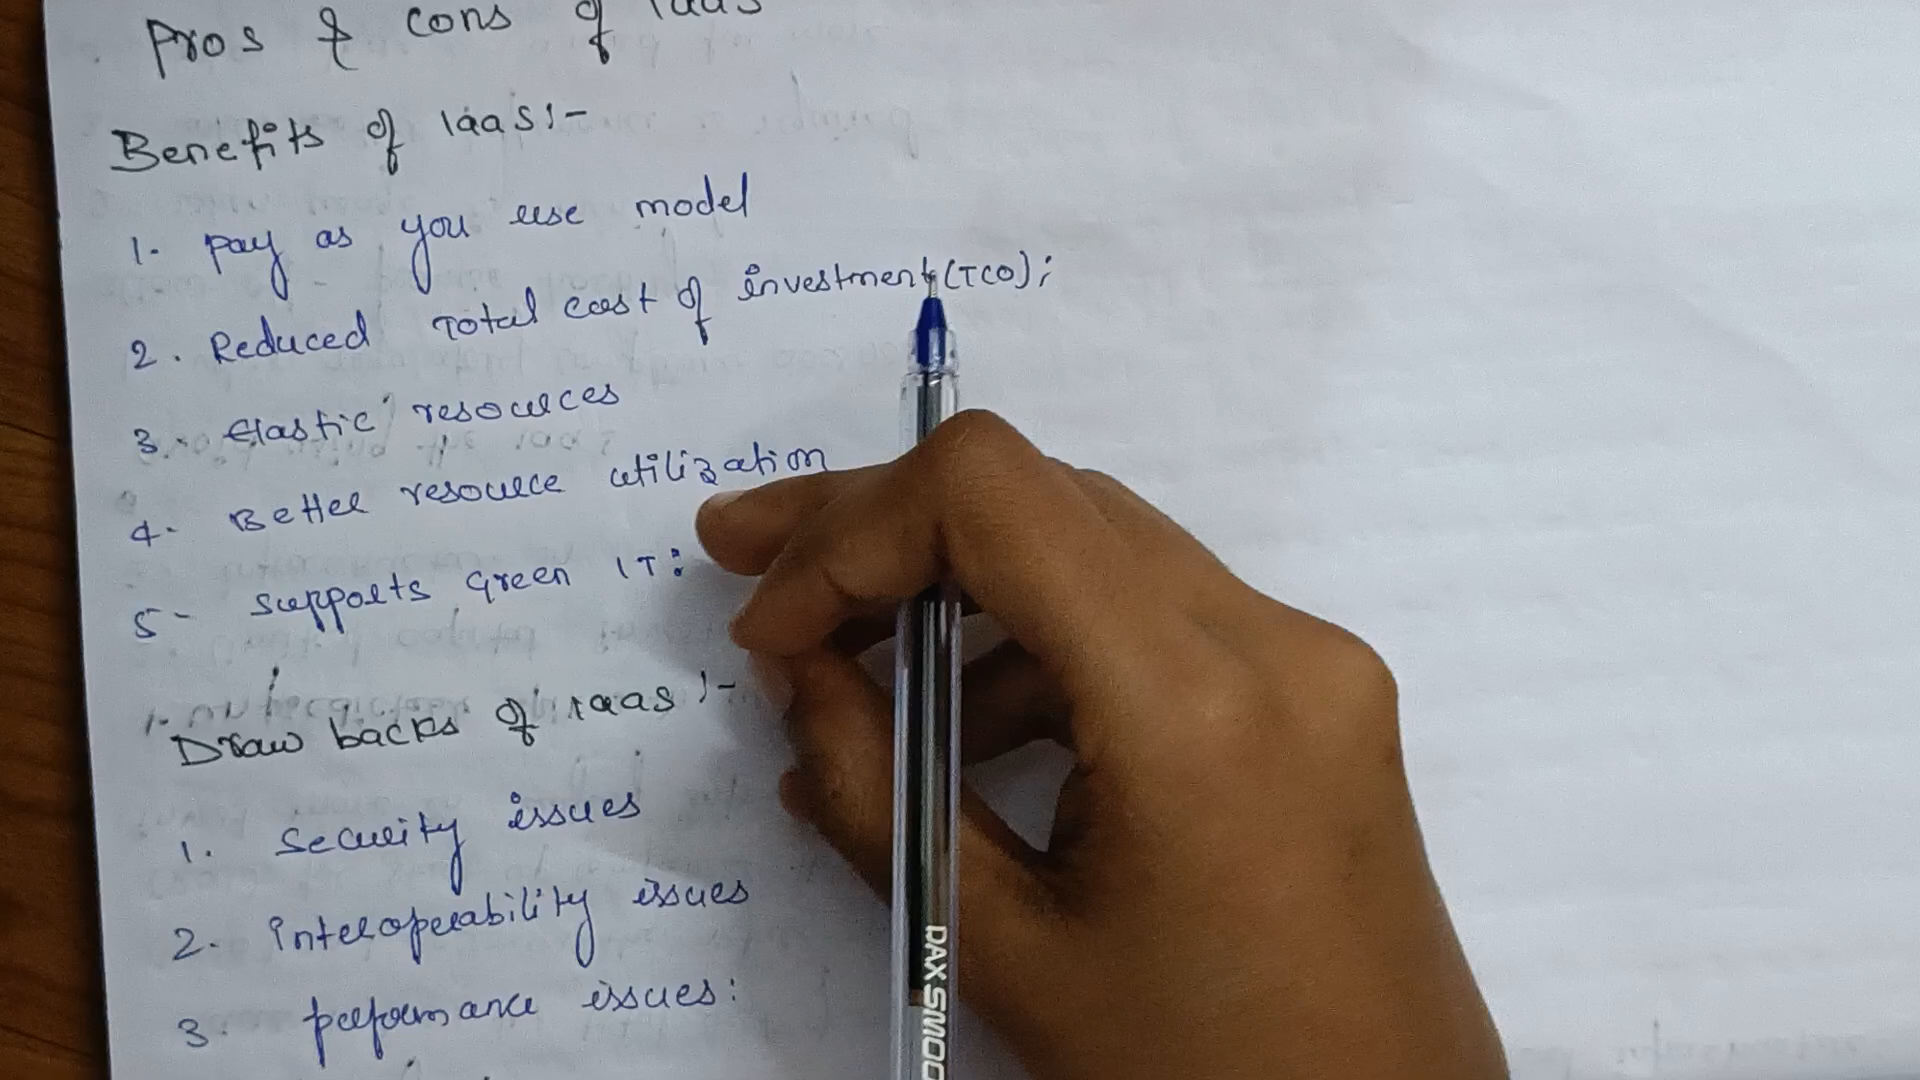 Pros & cons of Iaas
Benefits of Iaas:-
1. pay as you use model
2. Reduced Total cost of investment(TCO);
3. Elastic resources
4. Better resource utilization
5- supports Green IT:
Draw backs of Iaas :-
1. security issues
2. interoperability issues
3. performance issues:
DAX SMOO